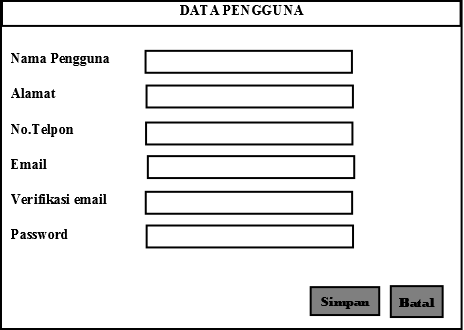 DATA PENGGUNA
Nama Pengguna
Alamat
No.Telpon
Email
Verifikasi email
Password
Simpan Batal